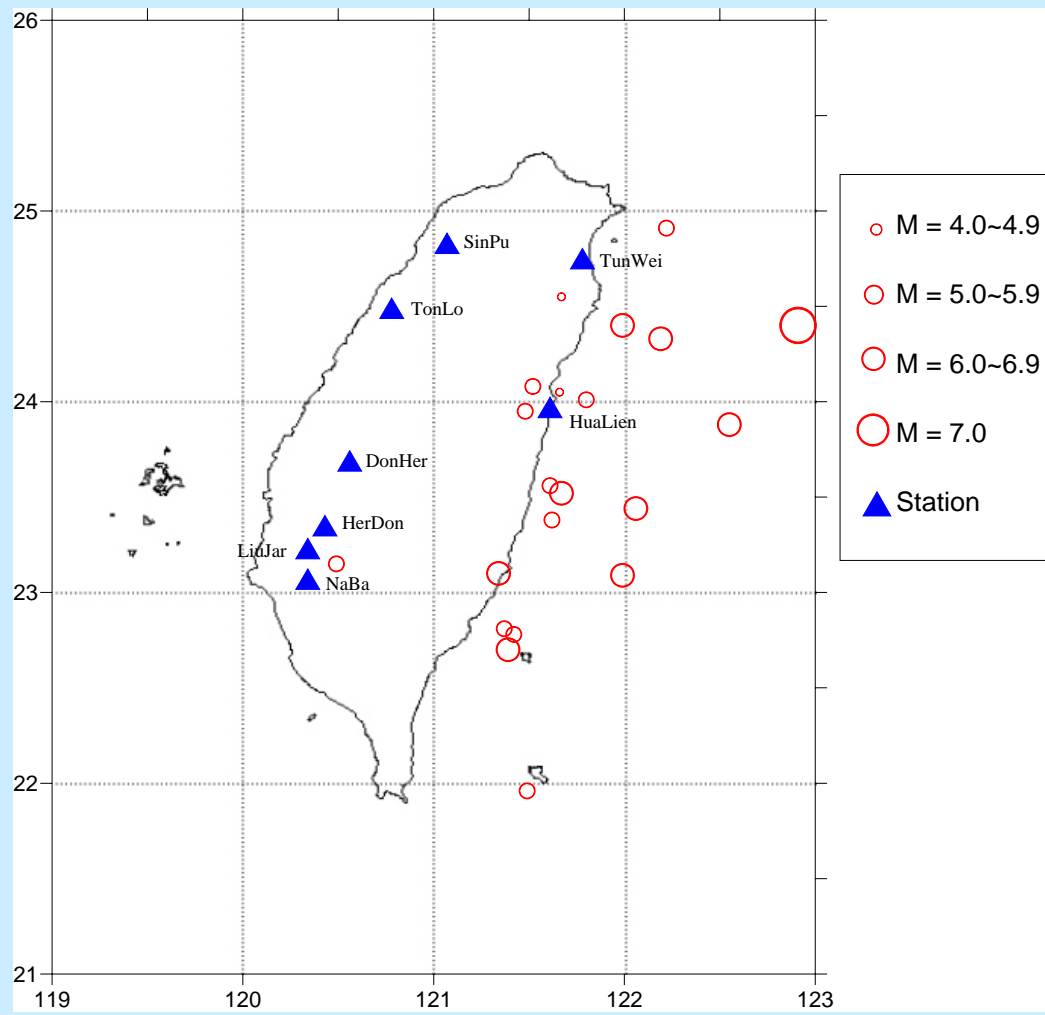 26
25
24
23
22
21
119
120
121
122
123
SinPu
TunWei
TonLo
HuaLien
DonHer
HerDon
LiuJar
NaBa
M = 4.0~4.9
M = 5.0~5.9
M = 6.0~6.9
M = 7.0
Station